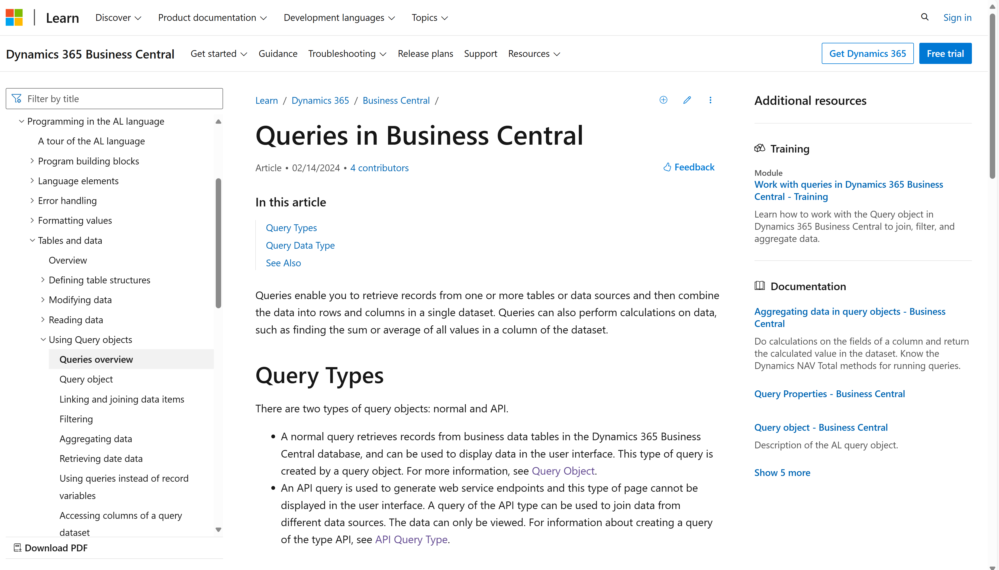 Learn
Discover
Product documentation
Development languages
Topics
Sign in
Dynamics 365 Business Central
Get started
Guidance
Troubleshooting
Release plans
Support
Resources
Get Dynamics 365
Free trial
Filter by title
Programming in the AL language
A tour of the AL language
Program building blocks
Language elements
Error handling
Formatting values
Tables and data
Overview
Defining table structures
Modifying data
Reading data
Using Query objects
Queries overview
Query object
Linking and joining data items
Filtering
Aggregating data
Retrieving date data
Using queries instead of record
variables
Accessing columns of a query
dataset
Download PDF
Learn / Dynamics 365 / Business Central /
Queries in Business Central
Article • 02/14/2024 • 4 contributors
Feedback
In this article
Query Types
Query Data Type
See Also
Queries enable you to retrieve records from one or more tables or data sources and then combine
the data into rows and columns in a single dataset. Queries can also perform calculations on data,
such as finding the sum or average of all values in a column of the dataset.
Query Types
There are two types of query objects: normal and API.
• A normal query retrieves records from business data tables in the Dynamics 365 Business
Central database, and can be used to display data in the user interface. This type of query is
created by a query object. For more information, see Query Object.
• An API query is used to generate web service endpoints and this type of page cannot be
displayed in the user interface. A query of the API type can be used to join data from
different data sources. The data can only be viewed. For information about creating a query
of the type API, see API Query Type.
Additional resources
Training
Module
Work with queries in Dynamics 365 Business
Central - Training
Learn how to work with the Query object in
Dynamics 365 Business Central to join, filter, and
aggregate data.
Documentation
Aggregating data in query objects - Business
Central
Do calculations on the fields of a column and return
the calculated value in the dataset. Know the
Dynamics NAV Total methods for running queries.
Query Properties - Business Central
Query object - Business Central
Description of the AL query object.
Show 5 more